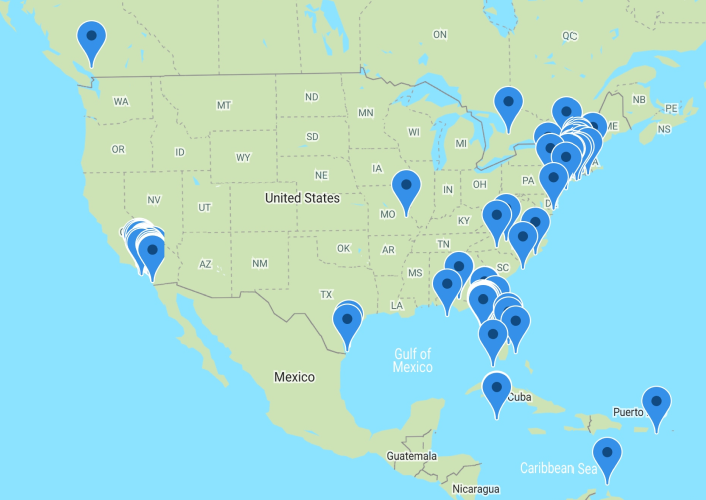 ON
QC
NB
PE
NS
WA
MT
ND
MN
ME
OR
ID
WY
SD
WI
MI
NE
IA
IN
OH
PA
NV
UT
United States
MO
KY
AZ
NM
OK
AR
TN
SC
MS
TX
LA
Gulf of
Mexico
Mexico
Cuba
Puerto
Guatemala
Caribbean Sea
Nicaragua